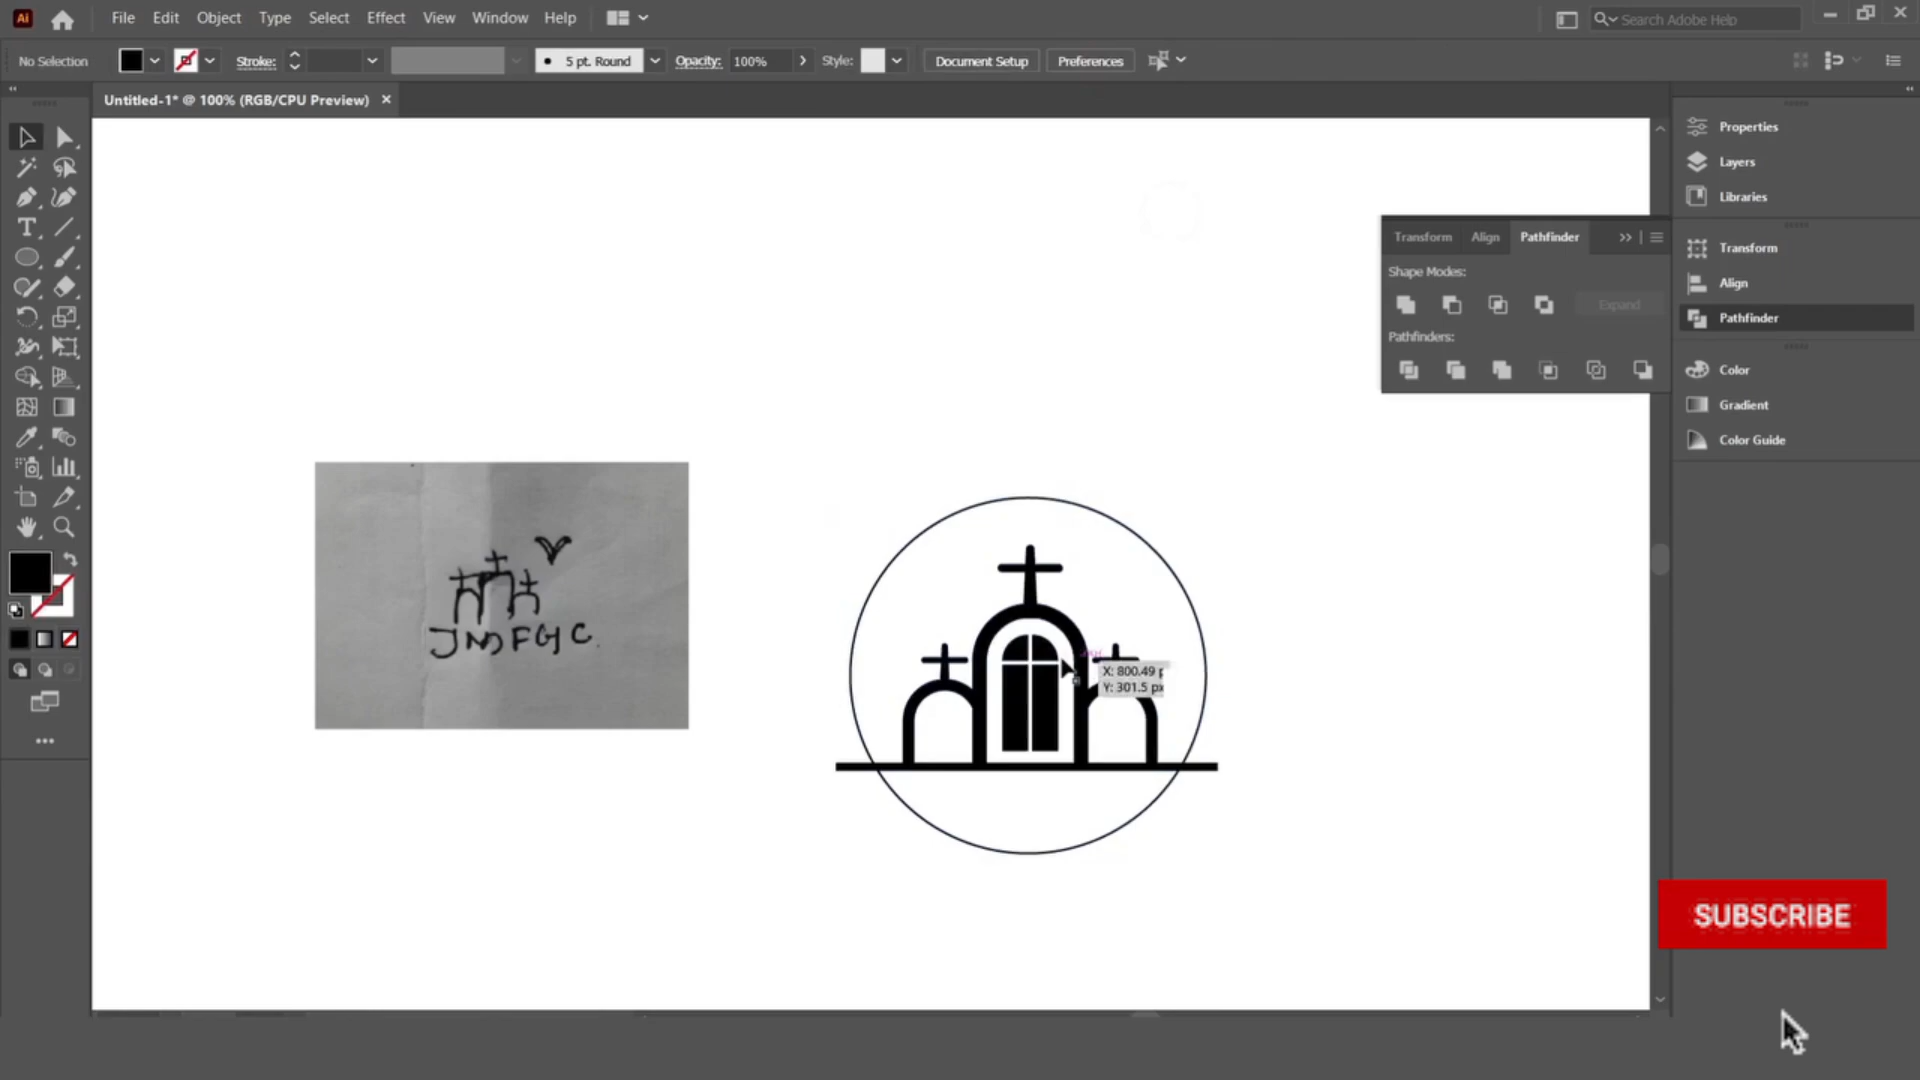 Ai
File Edit Object Type Select Effect View Window Help
Search Adobe Help
No Selection
Stroke:
5 pt. Round
Opacity: 100%
Style:
Document Setup
Preferences
Untitled-1* @ 100% (RGB/CPU Preview) ×
Properties
Layers
Libraries
Transform Align Pathfinder
Shape Modes:
Expand
Pathfinders:
Transform
Align
Pathfinder
Color
Gradient
Color Guide
JNDFGJC.
X: 800.49 p
Y: 301.5 px
SUBSCRIBE